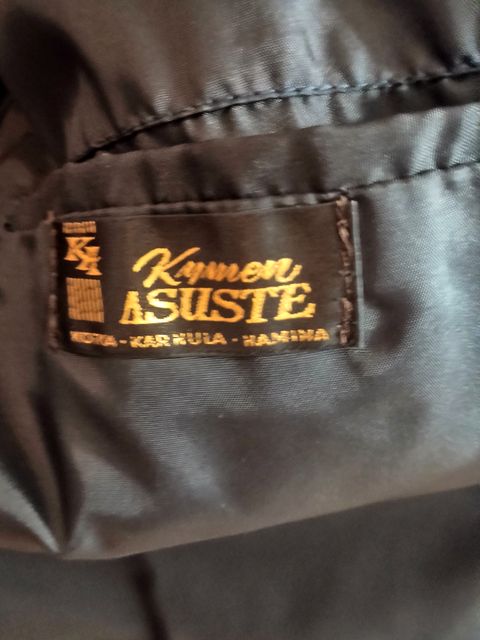 KA
Kymen
ASUSTE
KOTKA - KARHULA - HAMINA